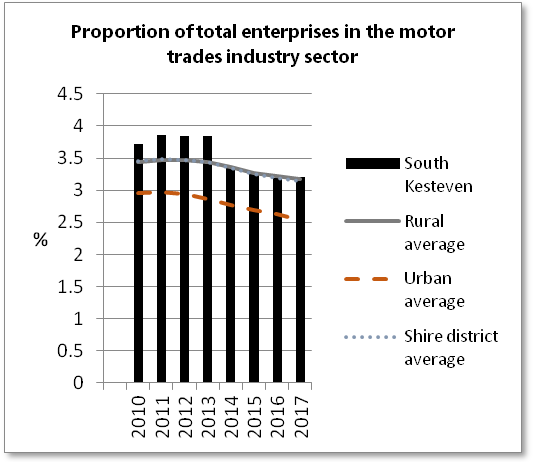 Proportion of total enterprises in the motor
trades industry sector
4.5
4
3.5
3
2.5
2
1.5
1
0.5
0
%
2010
2011
2012
2013
2014
2015
2016
2017
South
Kesteven
Rural
average
Urban
average
Shire district
average